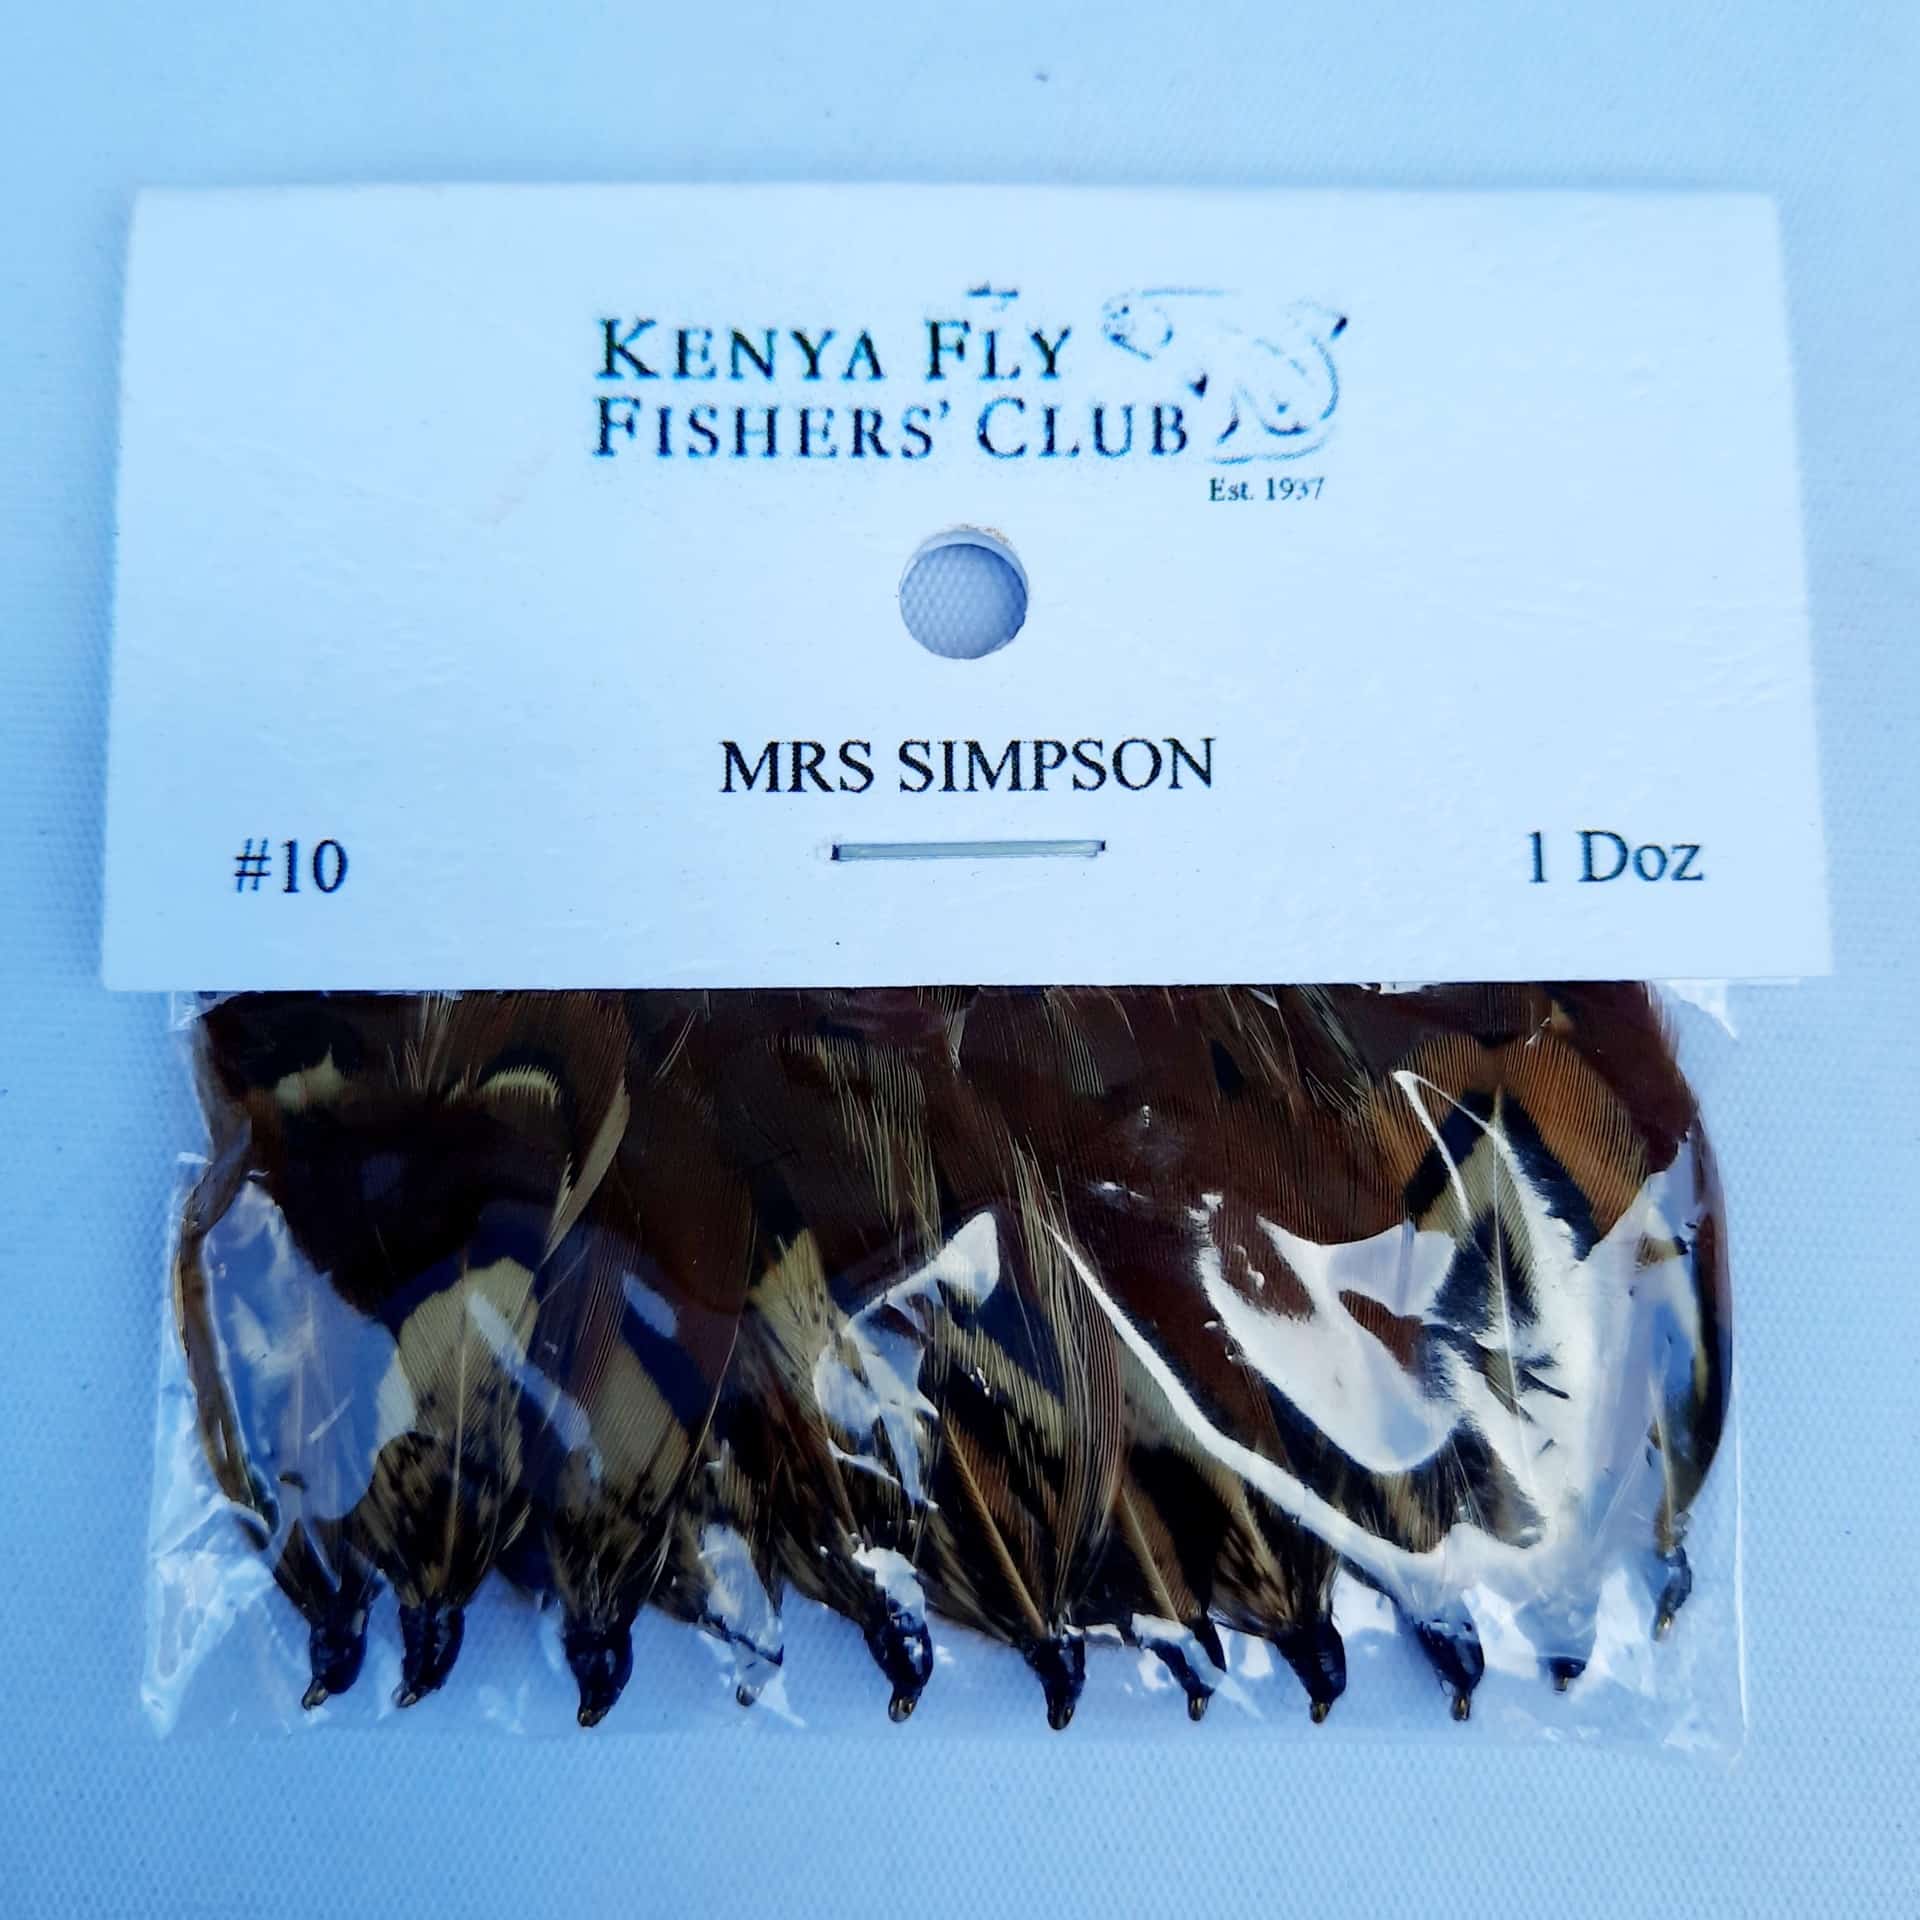 KENYA FLY
FISHERS' CLUB
Est. 1937
MRS SIMPSON
#10
1 Doz